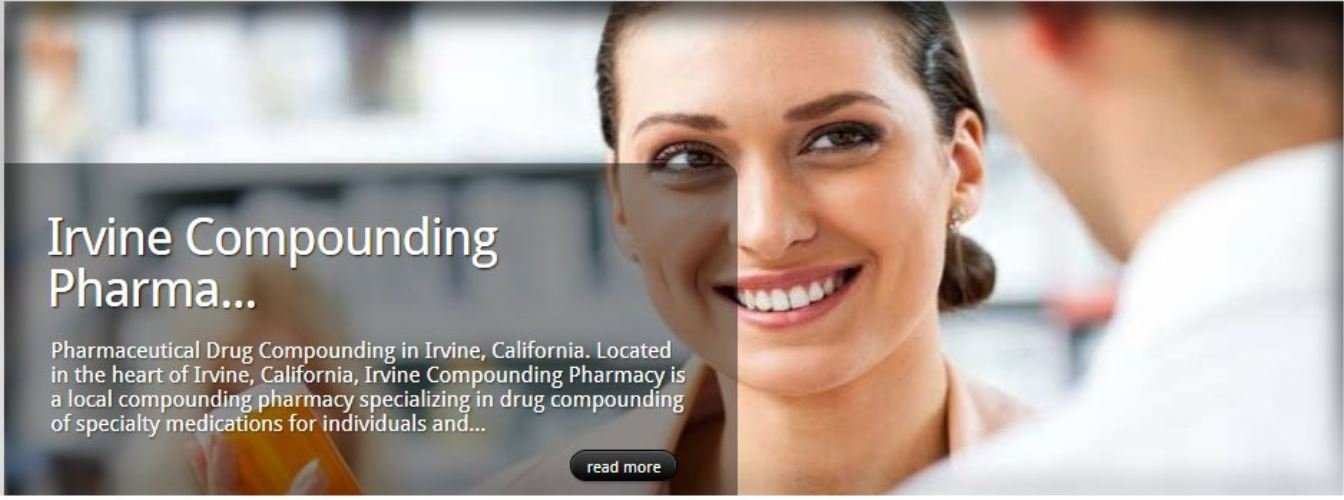 Irvine Compounding
Pharma...
Pharmaceutical Drug Compounding in Irvine, California. Located
in the heart of Irvine, California, Irvine Compounding Pharmacy is
a local compounding pharmacy specializing in drug compounding
of specialty medications for individuals and...
read more